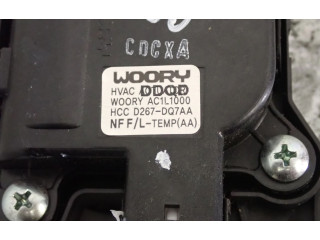 CDCXA
WOORY
HVAC
WOORY AC1L1000
HCC D267-DQ7AA
NF F/L-TEMP(AA)